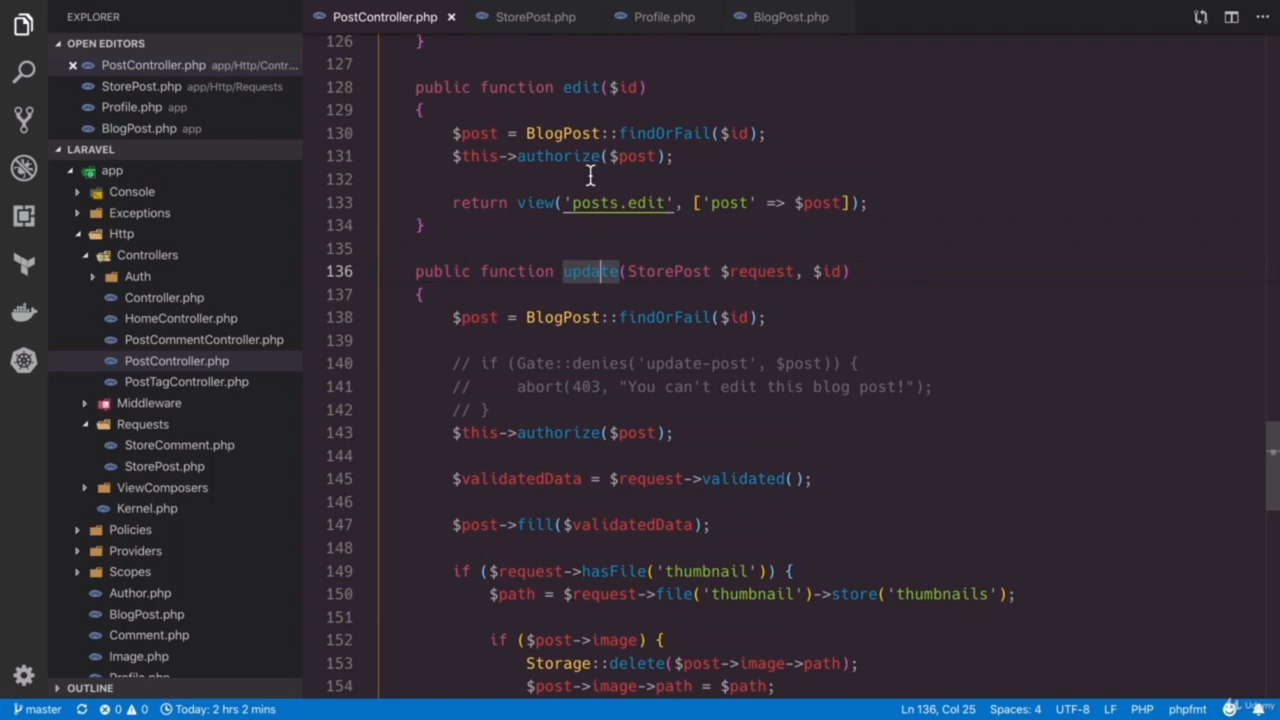 EXPLORER
PostController.php ×
StorePost.php
Profile.php
BlogPost.php
OPEN EDITORS
× PostController.php app/Http/Contr...
StorePost.php app/Http/Requests
Profile.php app
BlogPost.php app
LARAVEL
app
Console
Exceptions
Http
Controllers
Auth
Controller.php
HomeController.php
PostCommentController.php
PostController.php
PostTagController.php
Middleware
Requests
StoreComment.php
StorePost.php
ViewComposers
Kernel.php
Policies
Providers
Scopes
Author.php
BlogPost.php
Comment.php
Image.php
Profile.php
OUTLINE
126 }
127
128 public function edit($id)
129 {
130 $post = BlogPost::findOrFail($id);
131 $this->authorize($post);
132
133 return view('posts.edit', ['post' => $post]);
134 }
135
136 public function update(StorePost $request, $id)
137 {
138 $post = BlogPost::findOrFail($id);
139
140 // if (Gate::denies('update-post', $post)) {
141 // abort(403, "You can't edit this blog post!");
142 // }
143 $this->authorize($post);
144
145 $validatedData = $request->validated();
146
147 $post->fill($validatedData);
148
149 if ($request->hasFile('thumbnail')) {
150 $path = $request->file('thumbnail')->store('thumbnails');
151
152 if ($post->image) {
153 Storage::delete($post->image->path);
154 $post->image->path = $path;
master 0 0 Today: 2 hrs 2 mins Ln 136, Col 25 Spaces: 4 UTF-8 LF PHP phpfmt
Udemy